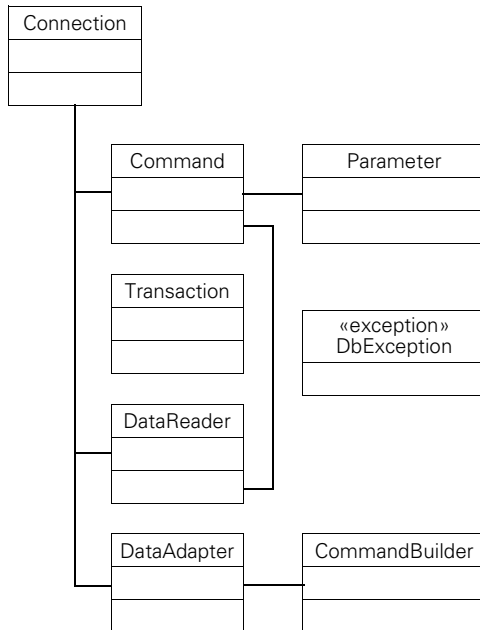 Connection
Command
Parameter
Transaction
«exception»
DbException
DataReader
DataAdapter
CommandBuilder